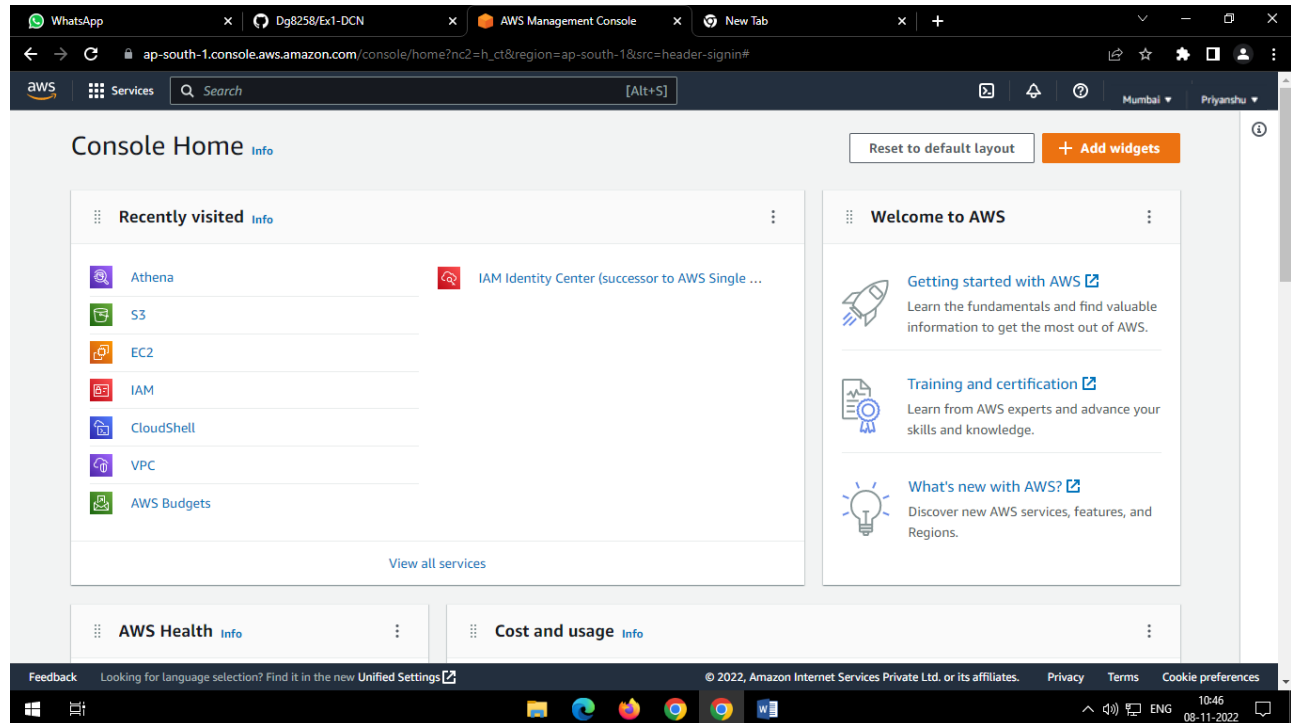 WhatsApp
Dg8258/Ex1-DCN
AWS Management Console
New Tab
ap-south-1.console.aws.amazon.com/console/home?nc2=h_ct&region=ap-south-1&src=header-signin#
aws
Services
Search
[Alt+S]
Mumbai
Priyanshu
Console Home Info
Reset to default layout
+ Add widgets
Recently visited Info
Athena
S3
EC2
IAM
CloudShell
VPC
AWS Budgets
IAM Identity Center (successor to AWS Single ...
View all services
Welcome to AWS
Getting started with AWS
Learn the fundamentals and find valuable
information to get the most out of AWS.
Training and certification
Learn from AWS experts and advance your
skills and knowledge.
What's new with AWS?
Discover new AWS services, features, and
Regions.
AWS Health Info
Cost and usage Info
Feedback
Looking for language selection? Find it in the new Unified Settings
© 2022, Amazon Internet Services Private Ltd. or its affiliates.
Privacy
Terms
Cookie preferences
ENG
10:46
08-11-2022